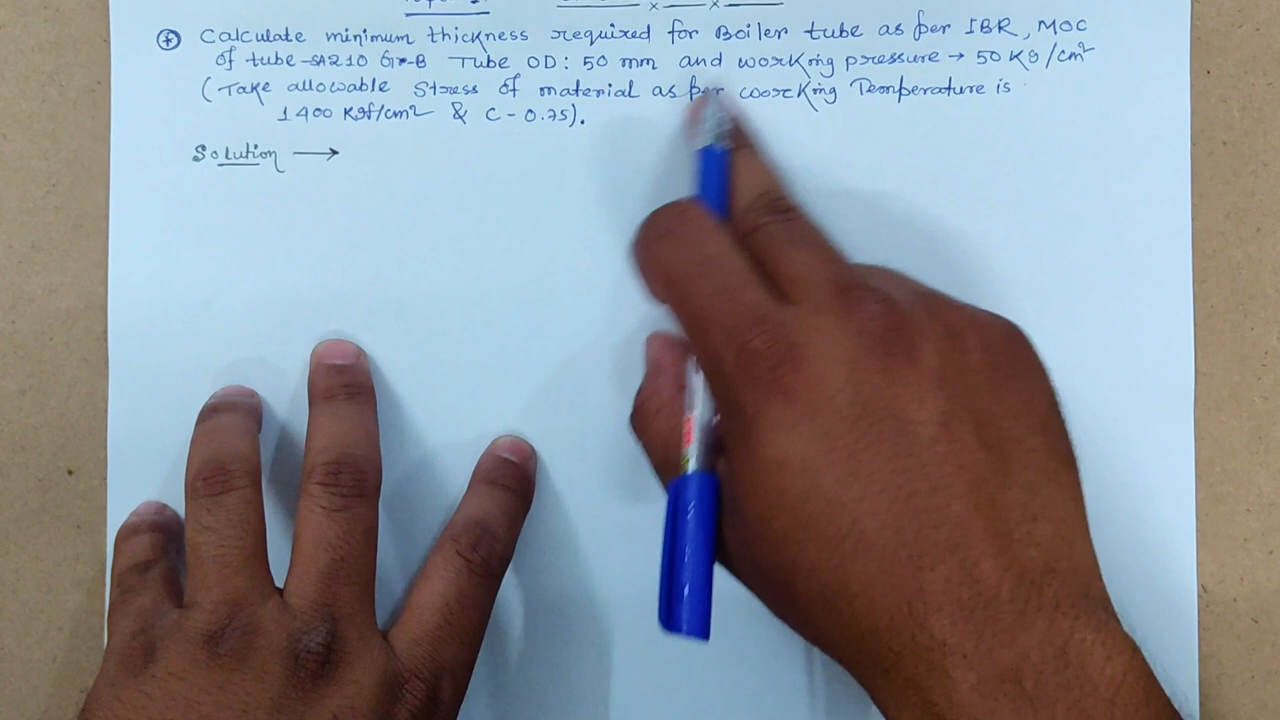 Calculate minimum thickness required for Boiler tube as per IBR, MOC
of tube-SA210 Gr-B Tube OD: 50 mm and working pressure → 50 Kg/cm²
(Take allowable Stress of material as per working Temperature is
1400 Kgf/cm² & C-0.75).
Solution →